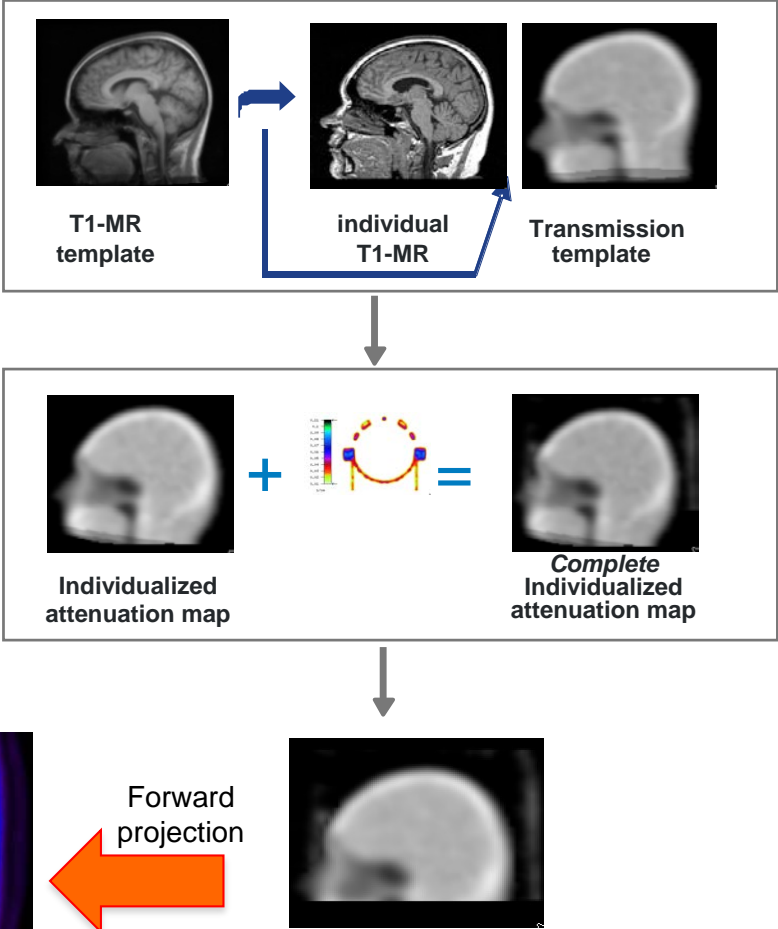 T1-MR
template
individual
T1-MR
Transmission
template
+
=
Individualized
attenuation map
Complete
Individualized
attenuation map
Forward
projection